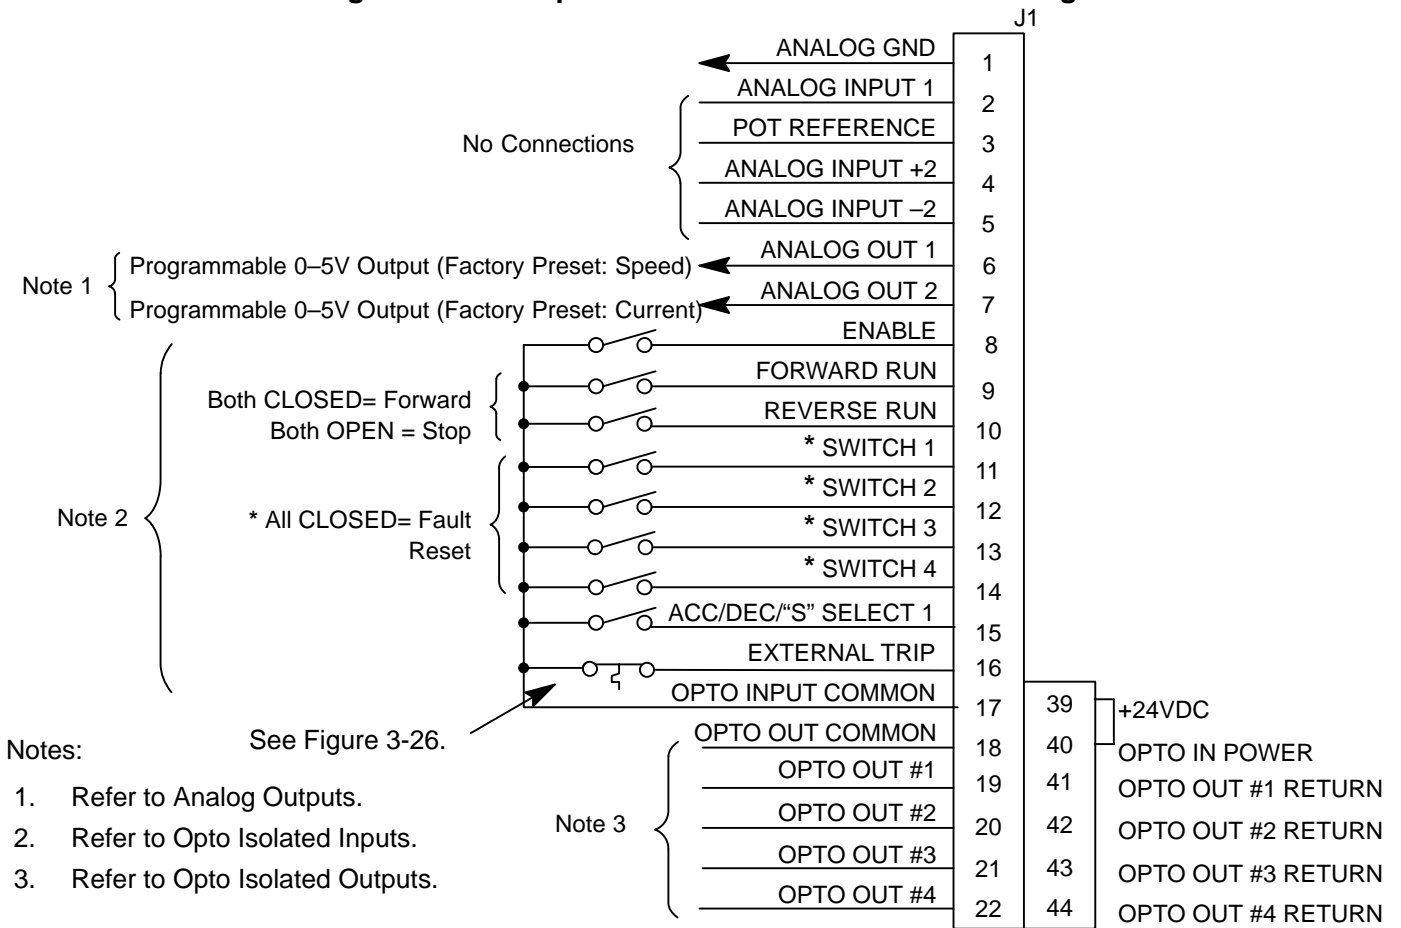 J1
ANALOG GND 1
ANALOG INPUT 1 2
No Connections
POT REFERENCE 3
ANALOG INPUT +2 4
ANALOG INPUT –2 5
Note 1
Programmable 0–5V Output (Factory Preset: Speed) ANALOG OUT 1 6
Programmable 0–5V Output (Factory Preset: Current) ANALOG OUT 2 7
ENABLE 8
Both CLOSED= Forward
Both OPEN = Stop
FORWARD RUN 9
REVERSE RUN 10
Note 2
* All CLOSED= Fault
Reset
* SWITCH 1 11
* SWITCH 2 12
* SWITCH 3 13
* SWITCH 4 14
ACC/DEC/“S” SELECT 1 15
EXTERNAL TRIP 16
OPTO INPUT COMMON 17
See Figure 3-26.
39 +24VDC
OPTO OUT COMMON 18
40 OPTO IN POWER
Note 3
OPTO OUT #1 19
41 OPTO OUT #1 RETURN
OPTO OUT #2 20
42 OPTO OUT #2 RETURN
OPTO OUT #3 21
43 OPTO OUT #3 RETURN
OPTO OUT #4 22
44 OPTO OUT #4 RETURN
Notes:
1. Refer to Analog Outputs.
2. Refer to Opto Isolated Inputs.
3. Refer to Opto Isolated Outputs.